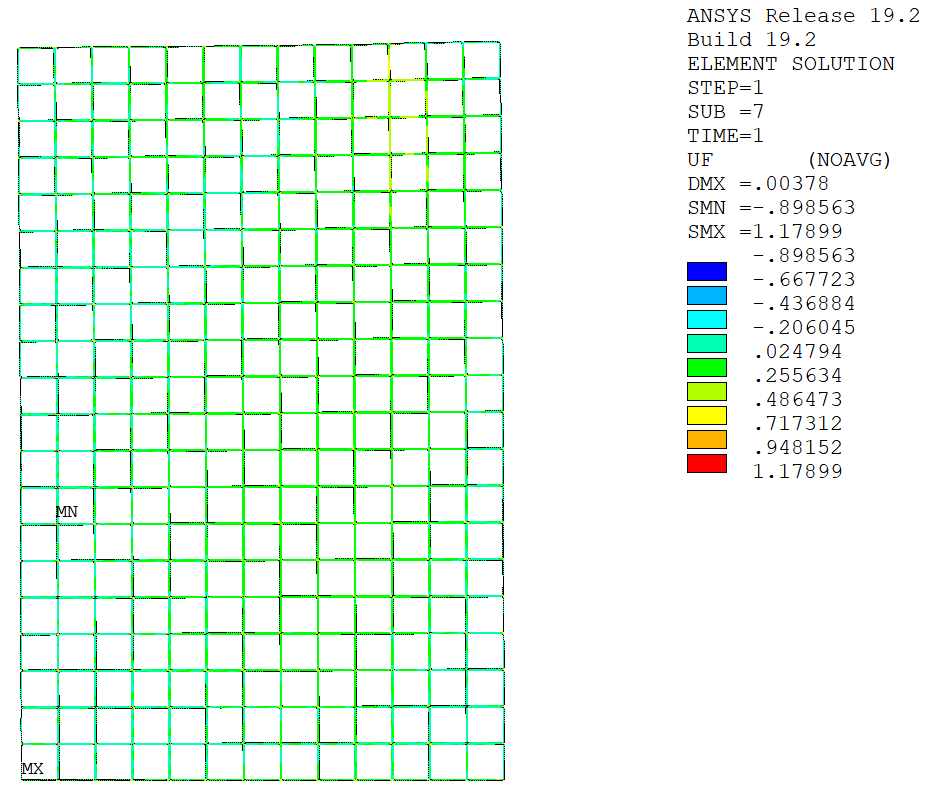 ANSYS Release 19.2
Build 19.2
ELEMENT SOLUTION
STEP=1
SUB =7
TIME=1
UF (NOAVG)
DMX =.00378
SMN =-.898563
SMX =1.17899
-.898563
-.667723
-.436884
-.206045
.024794
.255634
.486473
.717312
.948152
1.17899
MN
MX